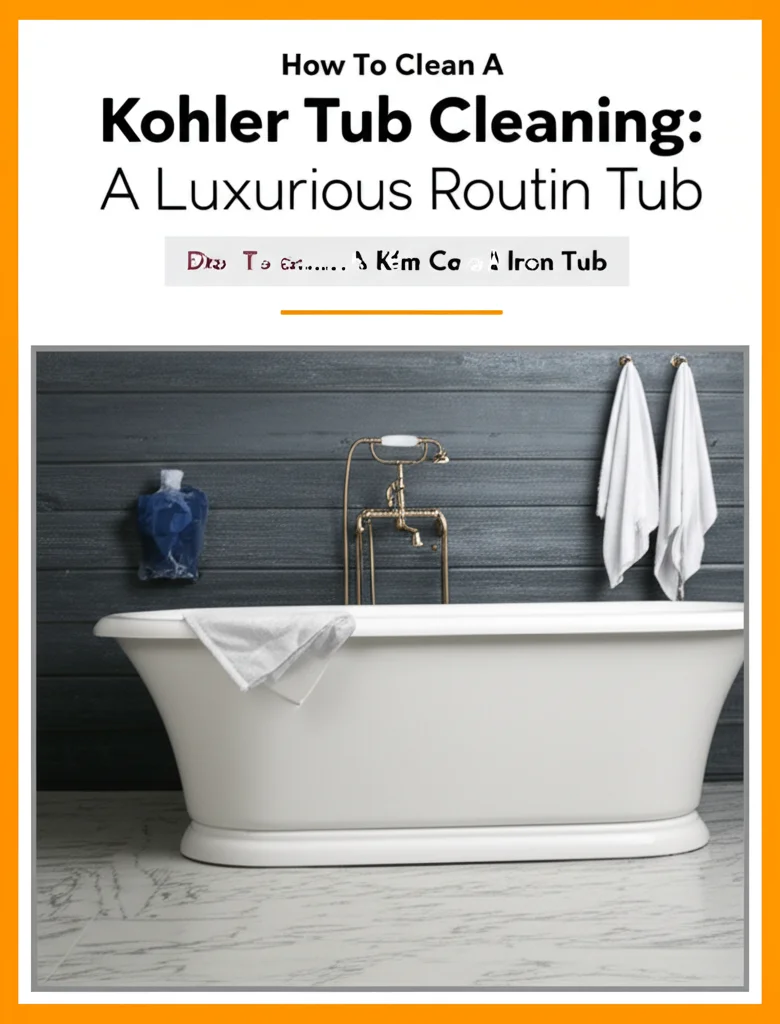 How To Clean A
Kohler Tub Cleaning:
A Luxurious Routin Tub
Iron Tub